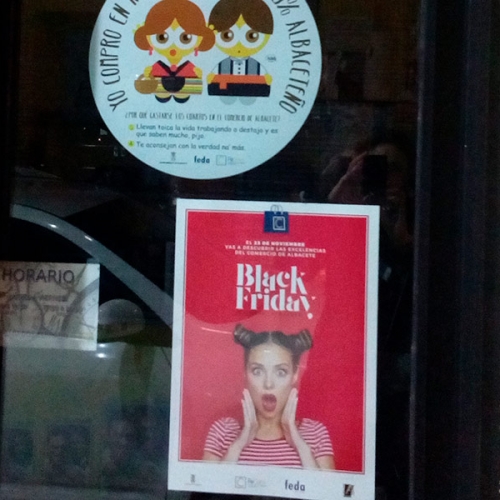 YO COMPRO EN
% ALBACETEÑO
¿POR QUÉ GASTARSE LOS CUARTOS EN EL COMERCIO DE ALBACETE?
Llevan toca la vida trabajando a destajo y es
que saben mucho, pijo.
Te aconsejan con la verdad na' más.
feda
HORARIO
EL 23 DE NOVIEMBRE
VAS A DESCUBRIR LAS EXCELENCIAS
DEL COMERCIO DE ALBACETE
Black
Friday
feda